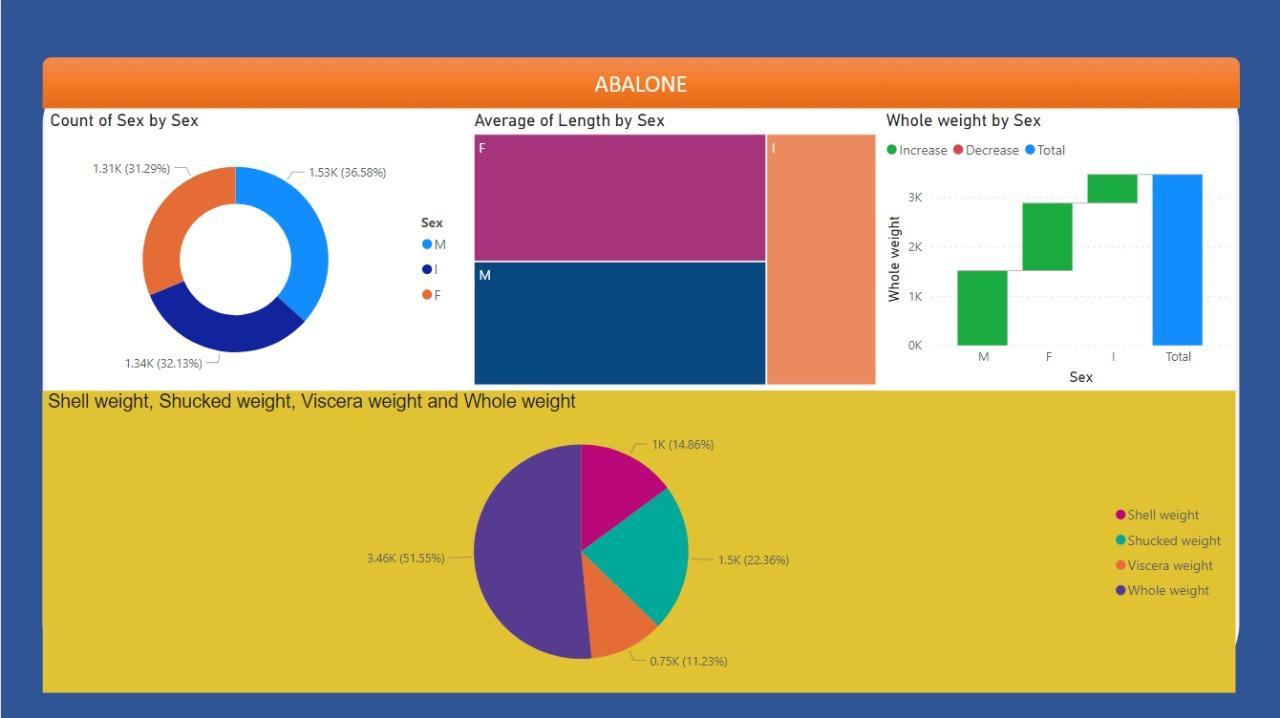 ABALONE
Count of Sex by Sex
1.31K (31.29%)
1.53K (36.58%)
1.34K (32.13%)
Sex
M
I
F
Average of Length by Sex
F
I
M
Whole weight by Sex
Increase Decrease Total
Whole weight
3K
2K
1K
0K
M F I Total
Sex
Shell weight, Shucked weight, Viscera weight and Whole weight
1K (14.86%)
3.46K (51.55%)
1.5K (22.36%)
0.75K (11.23%)
Shell weight
Shucked weight
Viscera weight
Whole weight